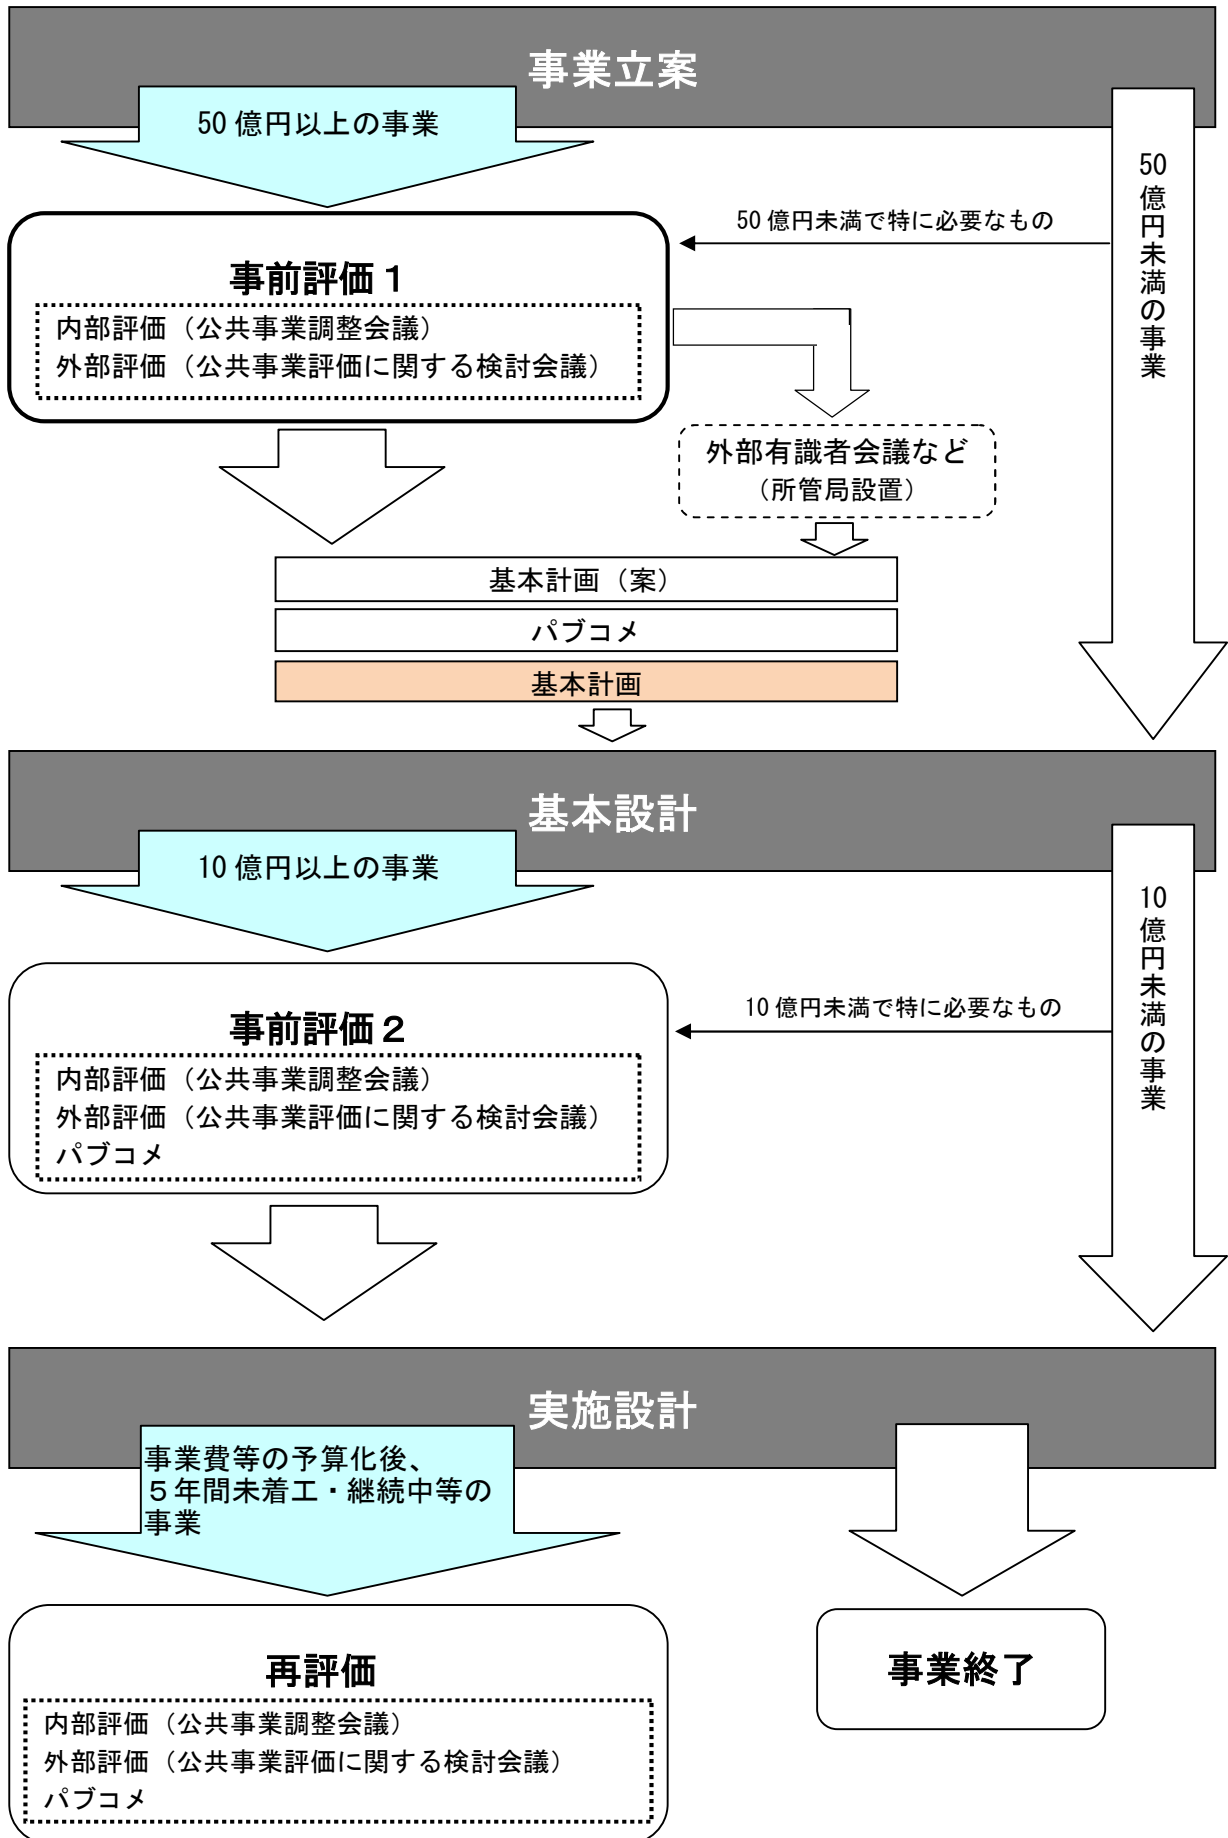 事業立案
50億円以上の事業
50億円未満の事業
50億円未満で特に必要なもの
事前評価１
内部評価（公共事業調整会議）
外部評価（公共事業評価に関する検討会議）
外部有識者会議など
（所管局設置）
基本計画（案）
パブコメ
基本計画
基本設計
10億円以上の事業
10億円未満の事業
10億円未満で特に必要なもの
事前評価２
内部評価（公共事業調整会議）
外部評価（公共事業評価に関する検討会議）
パブコメ
実施設計
事業費等の予算化後、
５年間未着工・継続中等の
事業
再評価
内部評価（公共事業調整会議）
外部評価（公共事業評価に関する検討会議）
パブコメ
事業終了